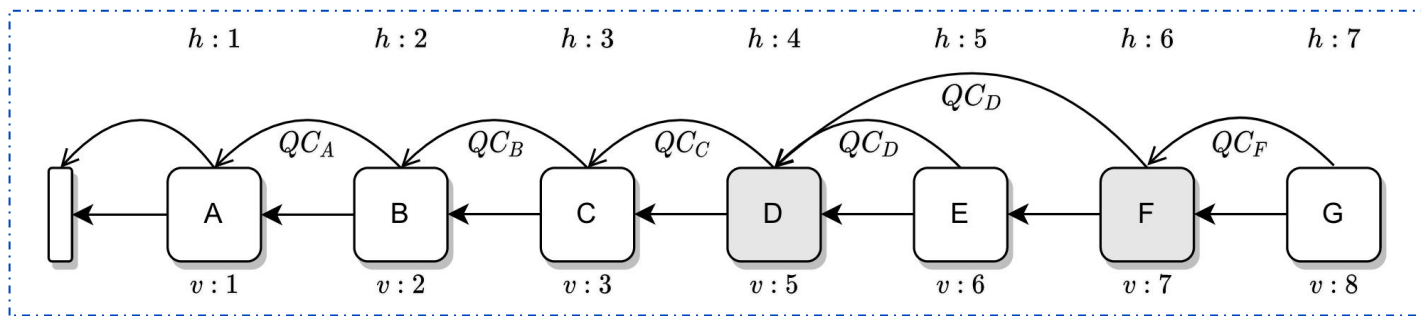 h : 1 h : 2 h : 3 h : 4 h : 5 h : 6 h : 7
QC_D
QC_A QC_B QC_C QC_D QC_F
A B C D E F G
v : 1 v : 2 v : 3 v : 5 v : 6 v : 7 v : 8